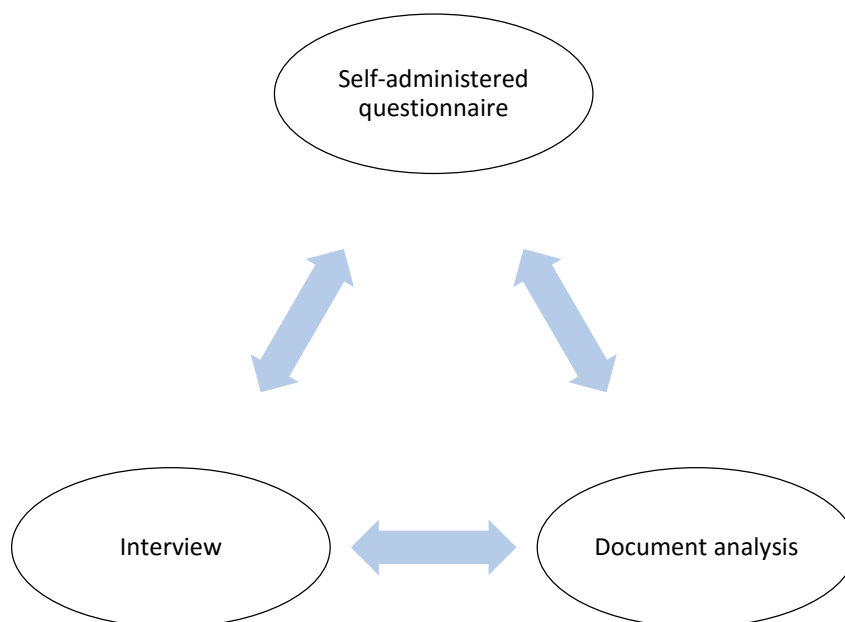 Self-administered
questionnaire
Interview
Document analysis